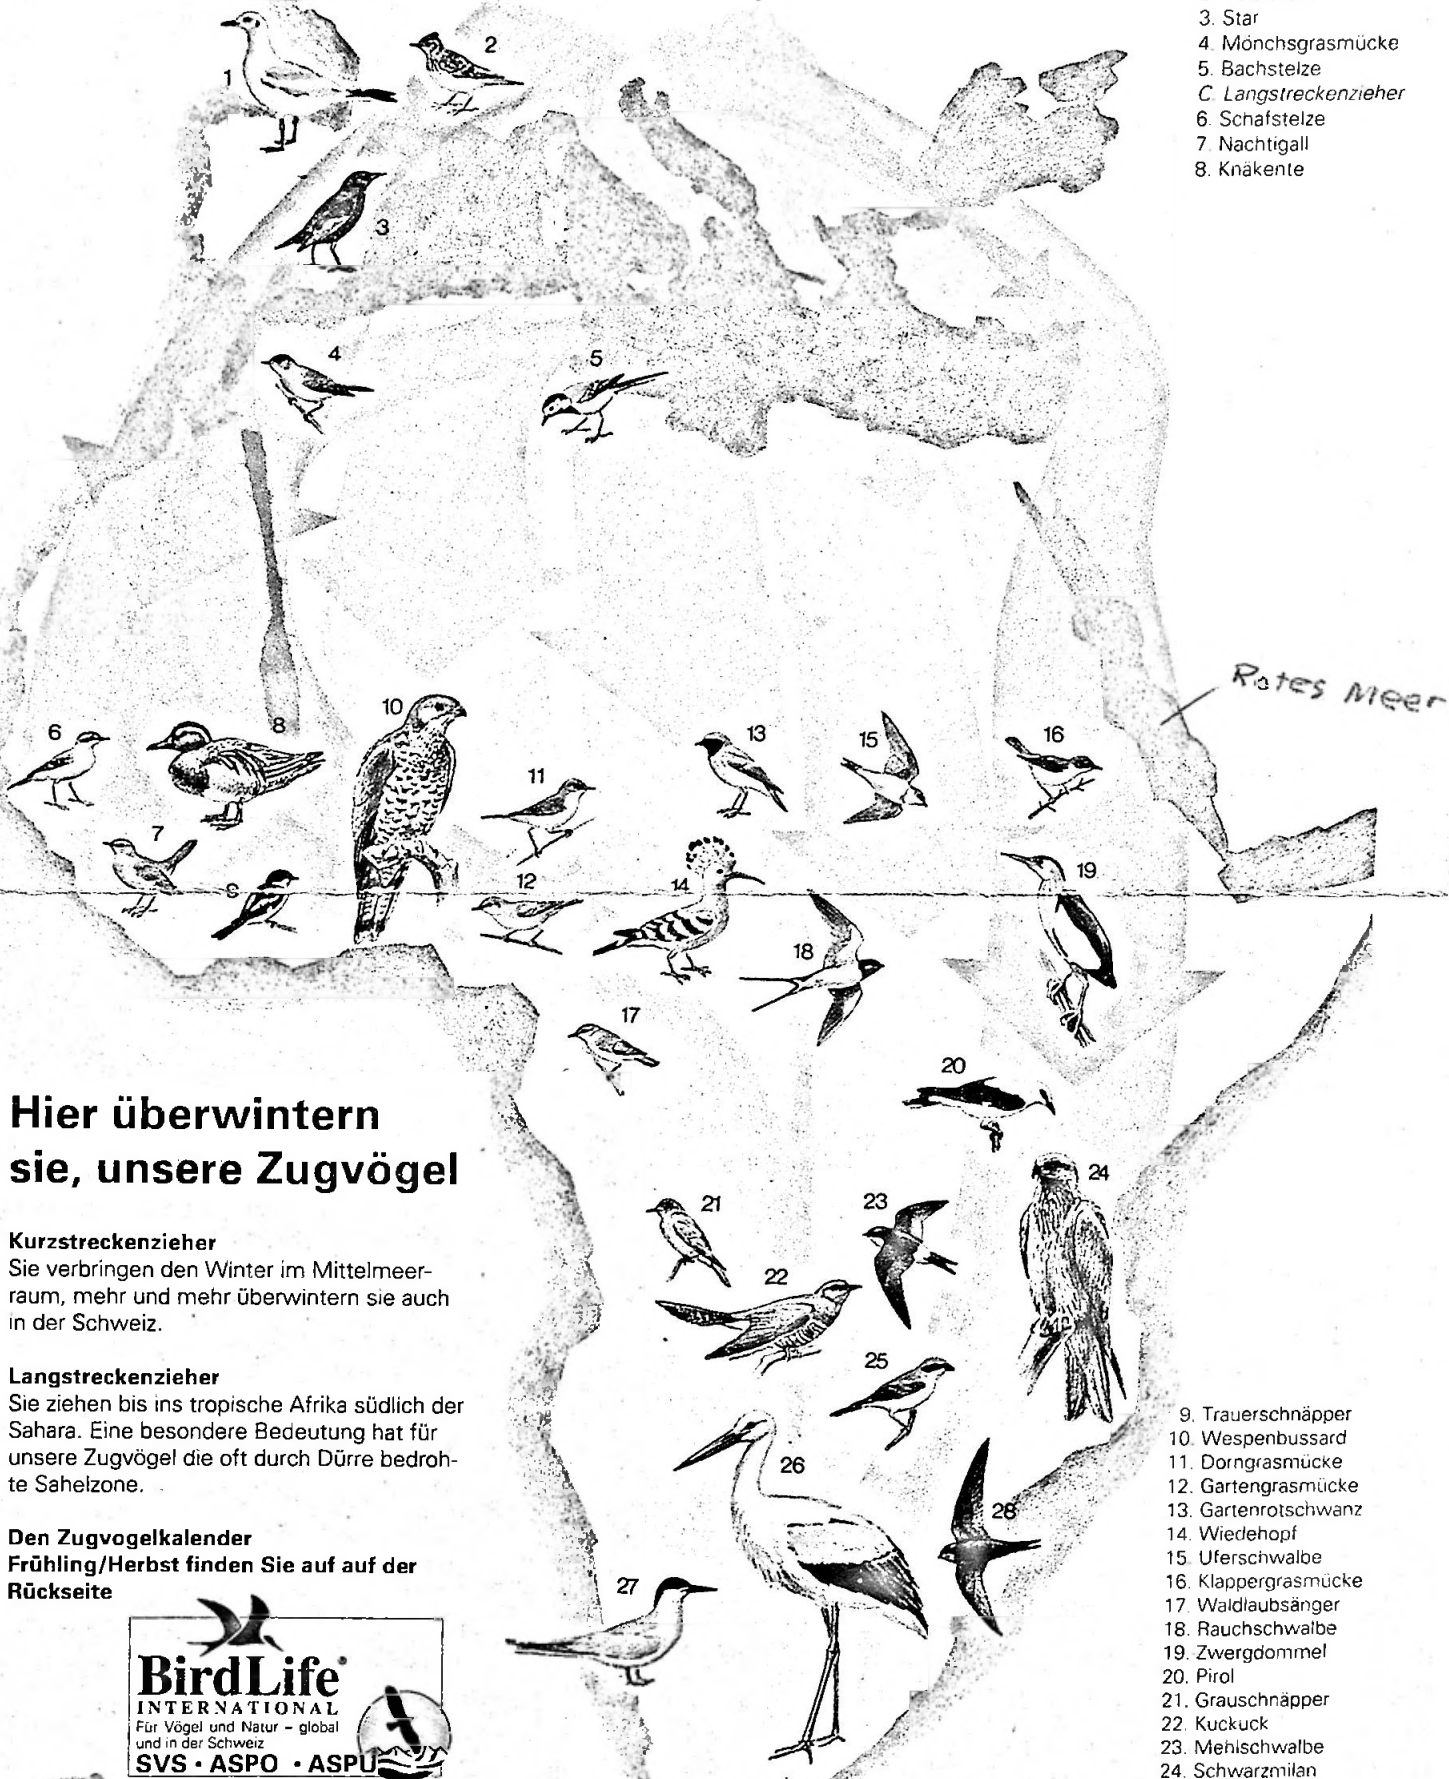 3. Star
4. Mönchsgrasmücke
5. Bachstelze
C. Langstreckenzieher
6. Schafstelze
7. Nachtigall
8. Knäkente
1
2
3
4
5
Rotes Meer
6
8
10
11
13
15
16
7
9
12
14
18
19
17
20
Hier überwintern
sie, unsere Zugvögel
Kurzstreckenzieher
Sie verbringen den Winter im Mittelmeer-
raum, mehr und mehr überwintern sie auch
in der Schweiz.
Langstreckenzieher
Sie ziehen bis ins tropische Afrika südlich der
Sahara. Eine besondere Bedeutung hat für
unsere Zugvögel die oft durch Dürre bedroh-
te Sahelzone.
Den Zugvogelkalender
Frühling/Herbst finden Sie auf auf der
Rückseite
21
22
23
24
25
26
27
28
BirdLife
INTERNATIONAL
Für Vögel und Natur – global
und in der Schweiz
SVS · ASPO · ASPU
9. Trauerschnäpper
10. Wespenbussard
11. Dorngrasmücke
12. Gartengrasmücke
13. Gartenrotschwanz
14. Wiedehopf
15. Uferschwalbe
16. Klappergrasmücke
17. Waldlaubsänger
18. Rauchschwalbe
19. Zwergdommel
20. Pirol
21. Grauschnäpper
22. Kuckuck
23. Mehlschwalbe
24. Schwarzmilan